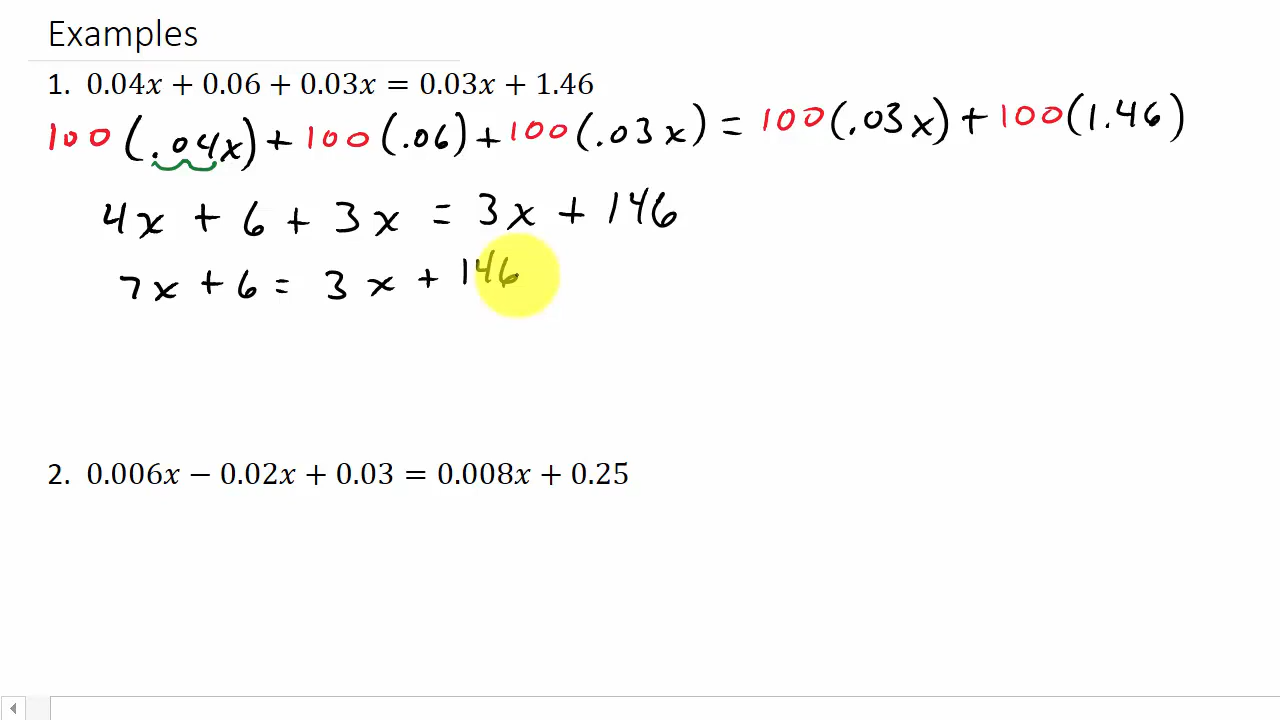 Examples
1. 0.04x + 0.06 + 0.03x = 0.03x + 1.46
100(.04x) + 100(.06) + 100(.03x) = 100(.03x) + 100(1.46)
4x + 6 + 3x = 3x + 146
7x + 6 = 3x + 146
2. 0.006x − 0.02x + 0.03 = 0.008x + 0.25